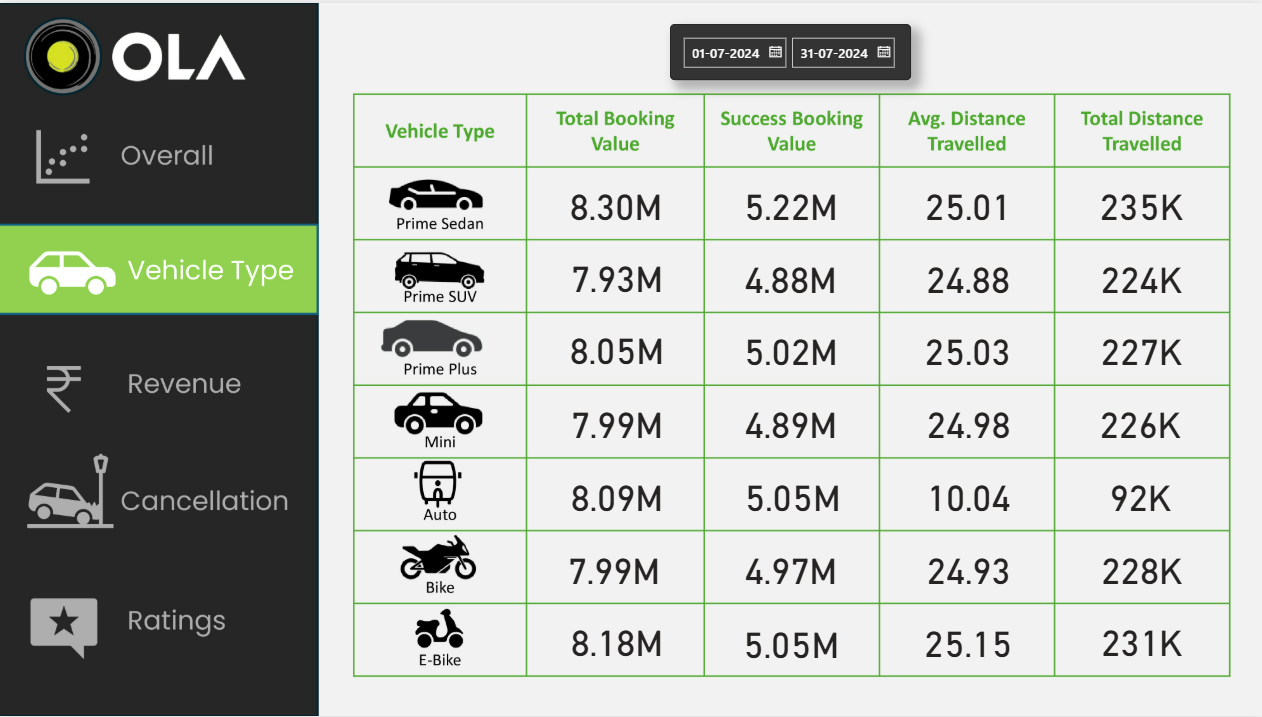 OLA
Overall
Vehicle Type
Revenue
Cancellation
Ratings
01-07-2024 31-07-2024
Vehicle Type Total Booking Value Success Booking Value Avg. Distance Travelled Total Distance Travelled
Prime Sedan 8.30M 5.22M 25.01 235K
Prime SUV 7.93M 4.88M 24.88 224K
Prime Plus 8.05M 5.02M 25.03 227K
Mini 7.99M 4.89M 24.98 226K
Auto 8.09M 5.05M 10.04 92K
Bike 7.99M 4.97M 24.93 228K
E-Bike 8.18M 5.05M 25.15 231K